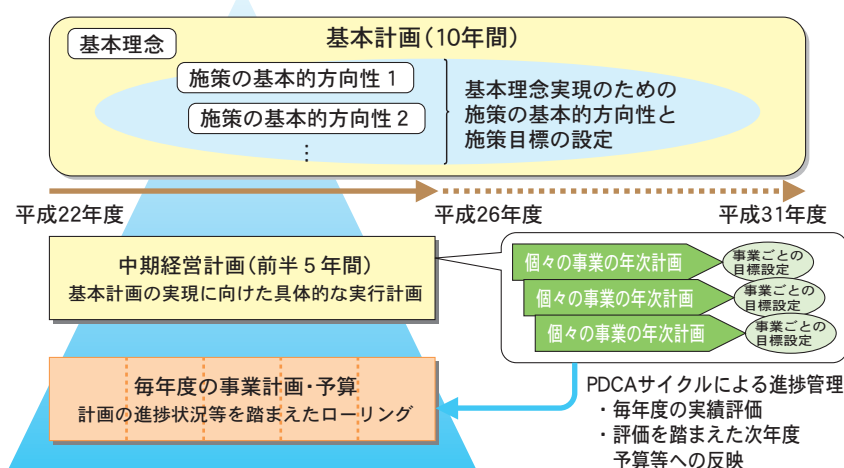 基本理念
基本計画(10年間)
施策の基本的方向性 1
施策の基本的方向性 2
⋮
基本理念実現のための
施策の基本的方向性と
施策目標の設定
平成22年度
平成26年度
平成31年度
中期経営計画(前半５年間)
基本計画の実現に向けた具体的な実行計画
個々の事業の年次計画
事業ごとの
目標設定
個々の事業の年次計画
事業ごとの
目標設定
個々の事業の年次計画
事業ごとの
目標設定
毎年度の事業計画・予算
計画の進捗状況等を踏まえたローリング
PDCAサイクルによる進捗管理
・毎年度の実績評価
・評価を踏まえた次年度
予算等への反映